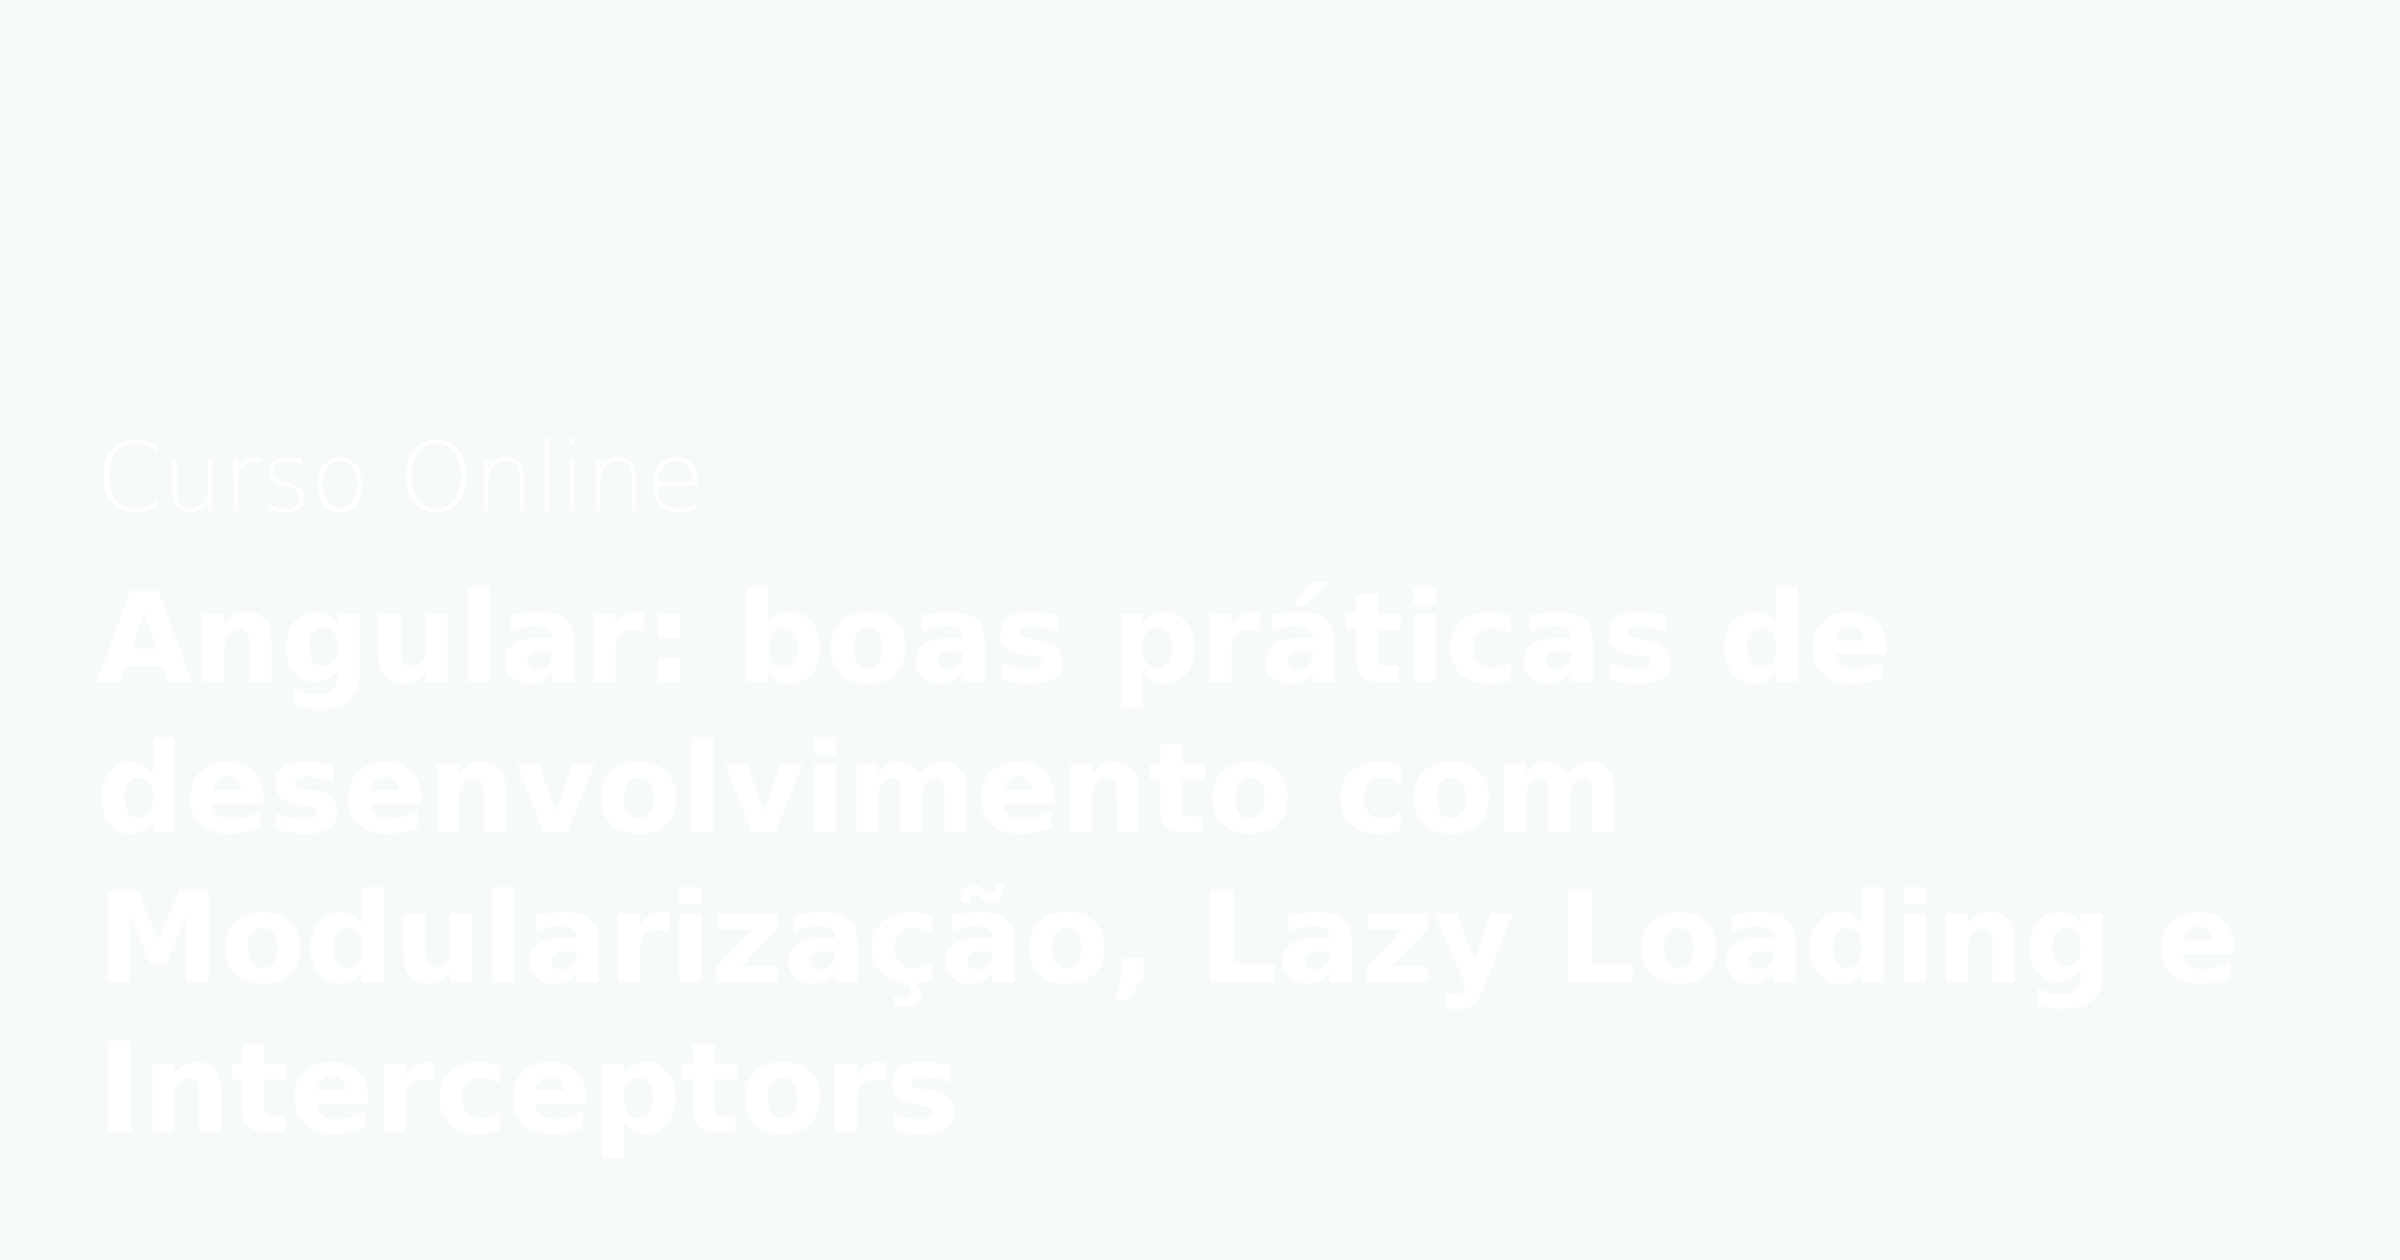 Curso Online
Angular: boas práticas de
desenvolvimento com
Modularização, Lazy Loading e
Interceptors